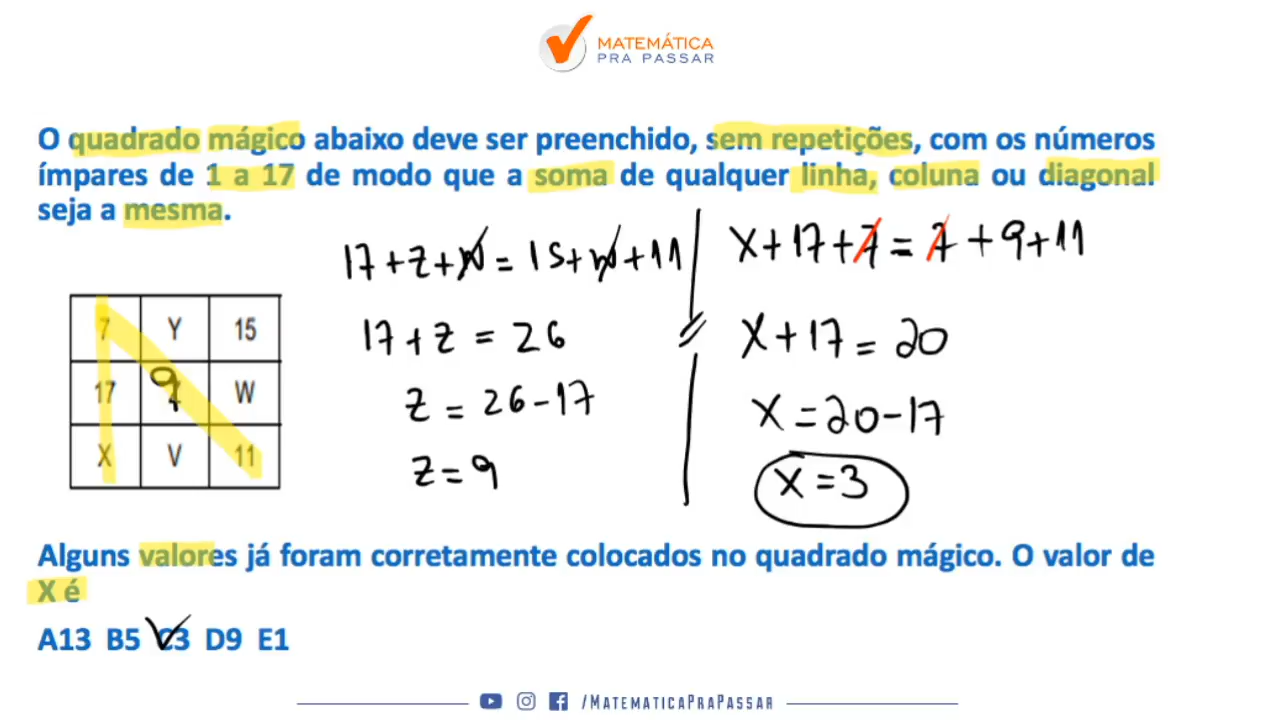 MATEMÁTICA
PRA PASSAR
O quadrado mágico abaixo deve ser preenchido, sem repetições, com os números
ímpares de 1 a 17 de modo que a soma de qualquer linha, coluna ou diagonal
seja a mesma.
7 Y 15
17 9 W
X V 11
17+Z+W=15+W+11
17+Z=26
Z=26-17
Z=9
X+17+7=7+9+11
X+17=20
X=20-17
X=3
Alguns valores já foram corretamente colocados no quadrado mágico. O valor de
X é
A13 B5 C3 D9 E1
/MATEMATICAPRAPASSAR